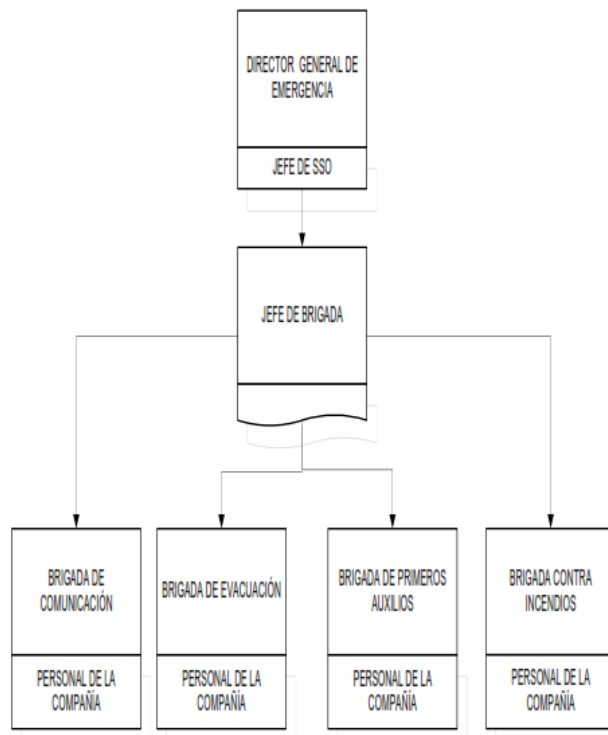 DIRECTOR GENERAL DE
EMERGENCIA
JEFE DE SSO
JEFE DE BRIGADA
BRIGADA DE
COMUNICACIÓN
PERSONAL DE LA
COMPAÑÍA
BRIGADA DE EVACUACIÓN
PERSONAL DE LA
COMPAÑÍA
BRIGADA DE PRIMEROS
AUXILIOS
PERSONAL DE LA
COMPAÑÍA
BRIGADA CONTRA
INCENDIOS
PERSONAL DE LA
COMPAÑÍA